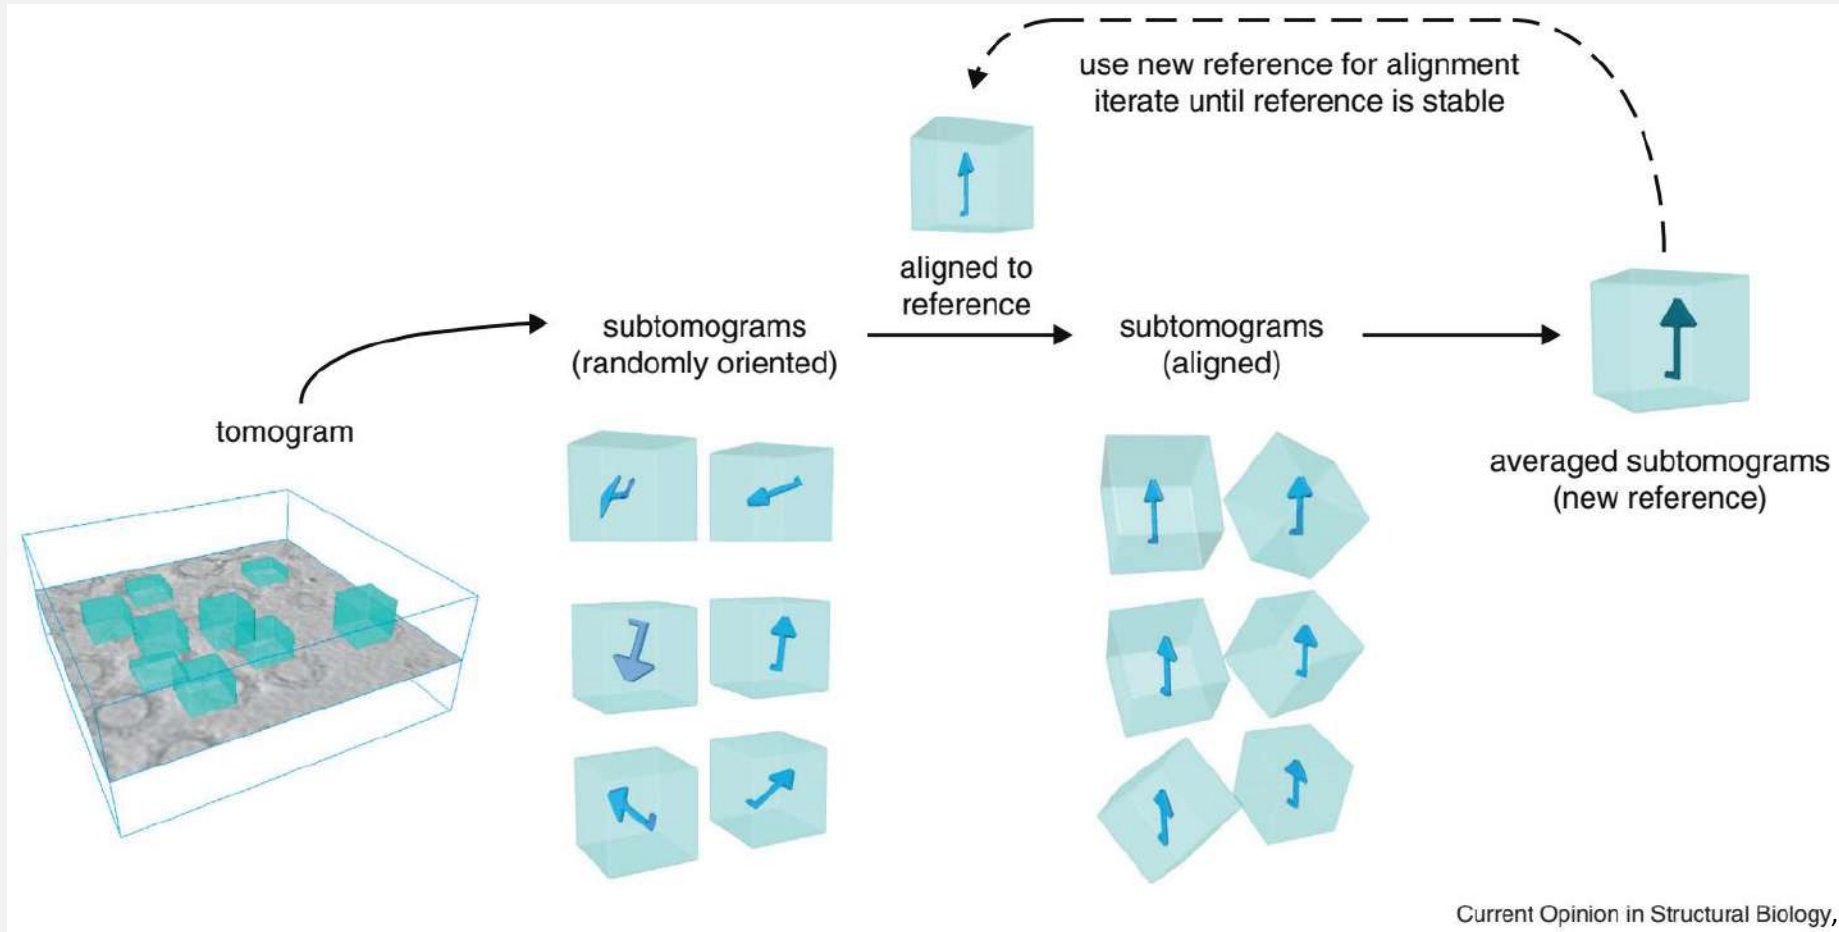 use new reference for alignment
iterate until reference is stable
aligned to
reference
subtomograms
(randomly oriented)
subtomograms
(aligned)
tomogram
averaged subtomograms
(new reference)
Current Opinion in Structural Biology,